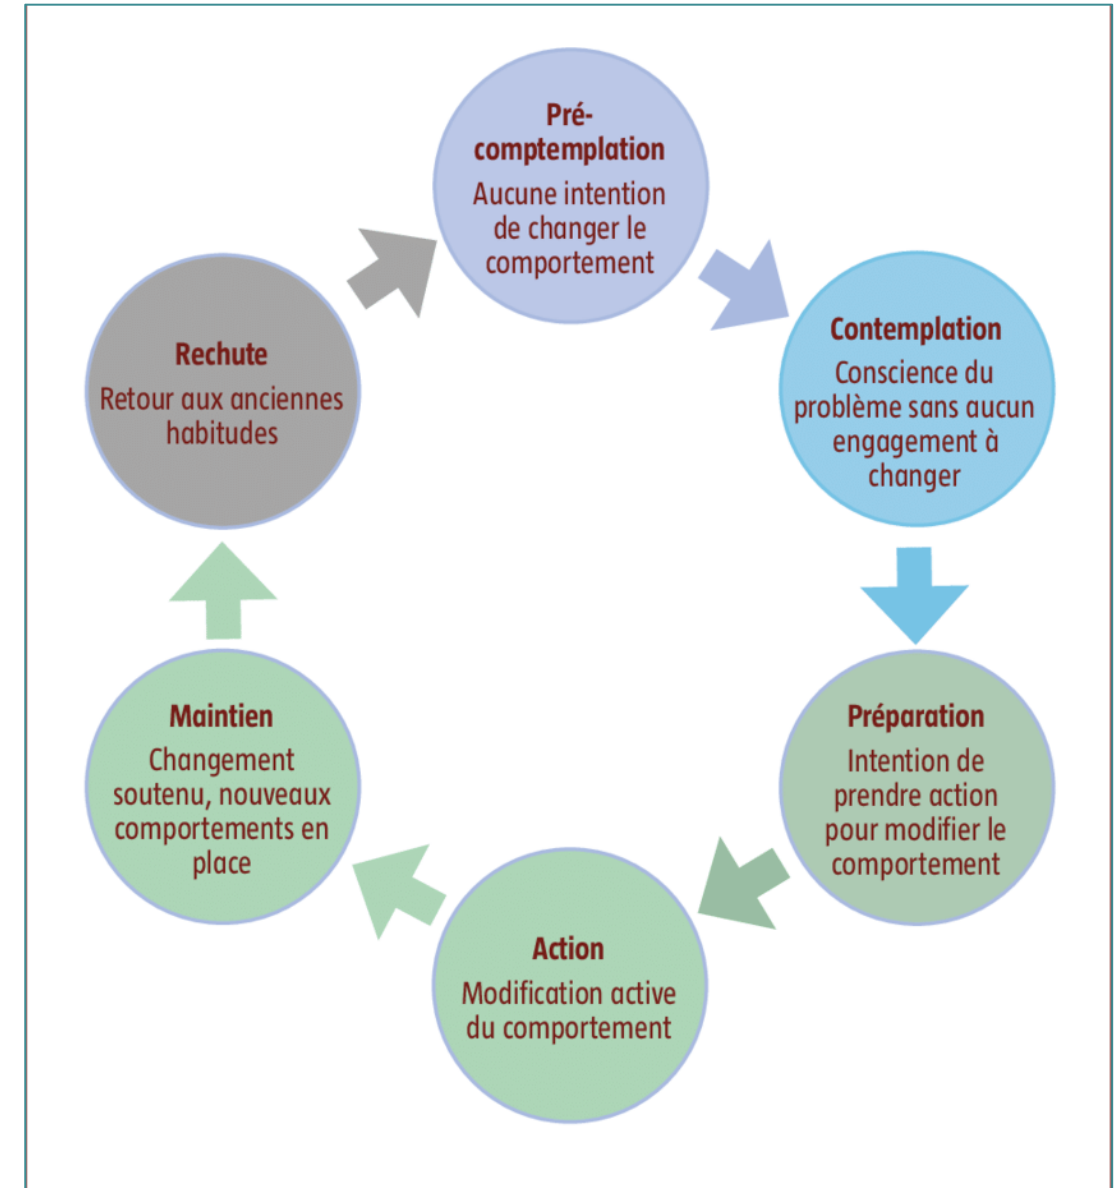 Pré-
comptemplation
Aucune intention
de changer le
comportement
Contemplation
Conscience du
problème sans aucun
engagement à
changer
Préparation
Intention de
prendre action
pour modifier le
comportement
Action
Modification active
du comportement
Maintien
Changement
soutenu, nouveaux
comportements en
place
Rechute
Retour aux anciennes
habitudes